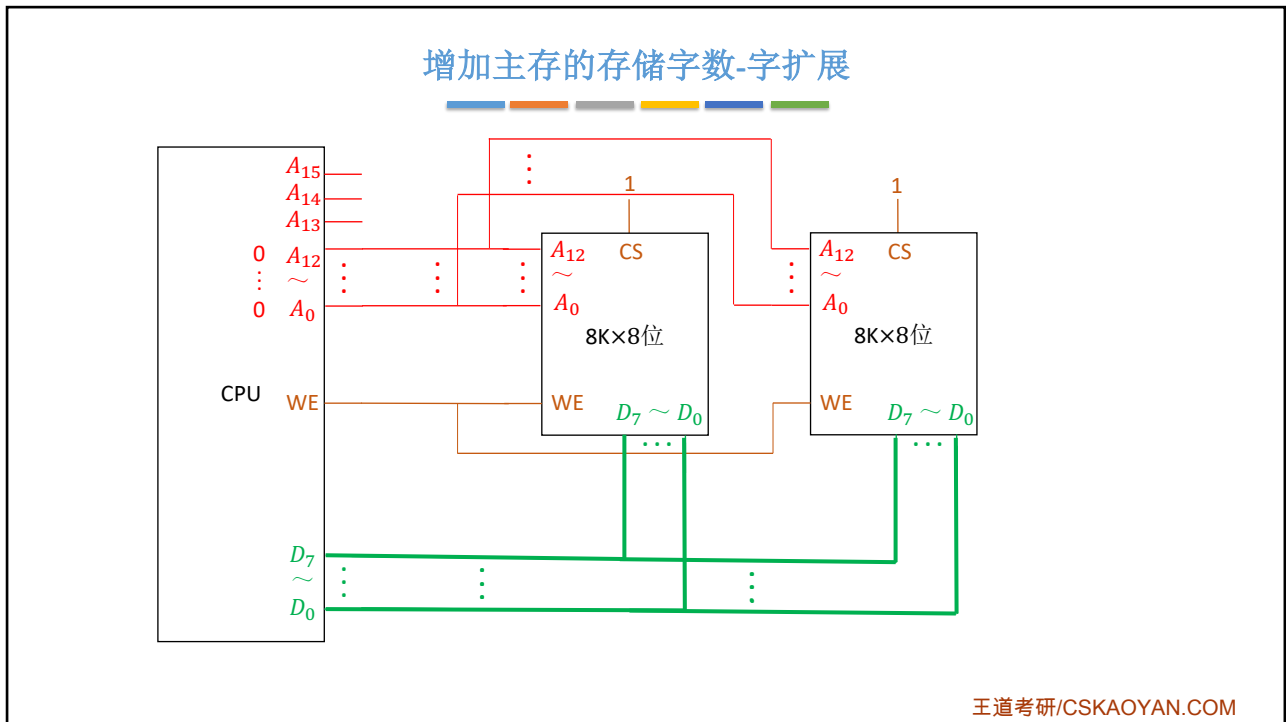 增加主存的存储字数-字扩展
A₁₅
A₁₄
A₁₃
0 A₁₂
⋮ ~
0 A₀
CPU WE
D₇
~
D₀
1
CS
A₁₂
~
A₀
8K×8位
WE
D₇ ~ D₀
1
CS
A₁₂
~
A₀
8K×8位
WE
D₇ ~ D₀
王道考研/CSKAOYAN.COM